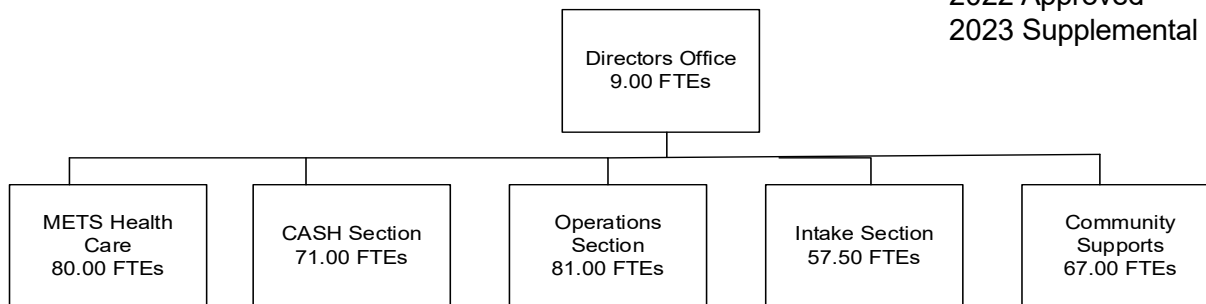 2022 Approved
2023 Supplemental
Directors Office
9.00 FTEs
METS Health
Care
80.00 FTEs
CASH Section
71.00 FTEs
Operations
Section
81.00 FTEs
Intake Section
57.50 FTEs
Community
Supports
67.00 FTEs